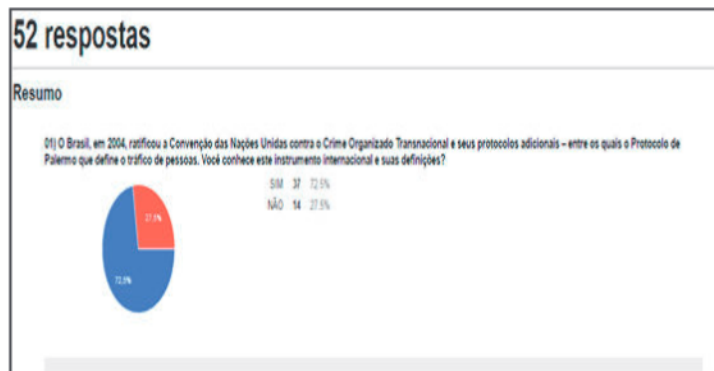 52 respostas
Resumo
01) O Brasil, em 2004, ratificou a Convenção das Nações Unidas contra o Crime Organizado Transnacional e seus protocolos adicionais – entre os quais o Protocolo de
Palermo que define o tráfico de pessoas. Você conhece este instrumento internacional e suas definições?
SIM 37 72.5%
NÃO 14 27.5%
27.5%
72.5%